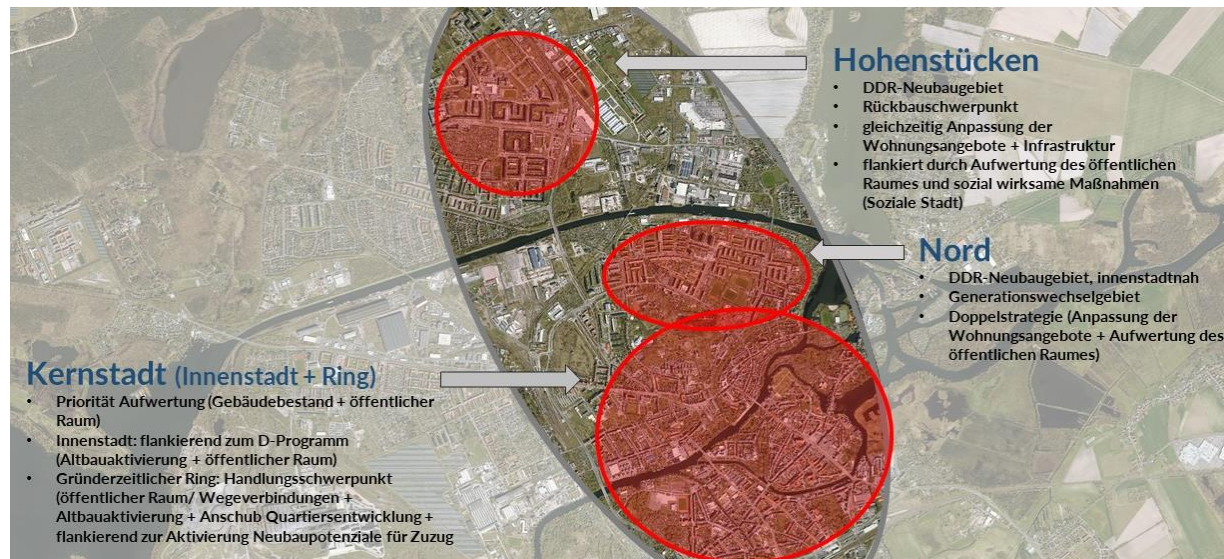 Hohenstücken
• DDR-Neubaugebiet
• Rückbauschwerpunkt
• gleichzeitig Anpassung der
Wohnungsangebote + Infrastruktur
• flankiert durch Aufwertung des öffentlichen
Raumes und sozial wirksame Maßnahmen
(Soziale Stadt)
Nord
• DDR-Neubaugebiet, innenstadtnah
• Generationswechselgebiet
• Doppelstrategie (Anpassung der
Wohnungsangebote + Aufwertung des
öffentlichen Raumes)
Kernstadt (Innenstadt + Ring)
• Priorität Aufwertung (Gebäudebestand + öffentlicher
Raum)
• Innenstadt: flankierend zum D-Programm
(Altbauaktivierung + öffentlicher Raum)
• Gründerzeitlicher Ring: Handlungsschwerpunkt
(öffentlicher Raum/ Wegeverbindungen +
Altbauaktivierung + Anschub Quartiersentwicklung +
flankierend zur Aktivierung Neubaupotenziale für Zuzug